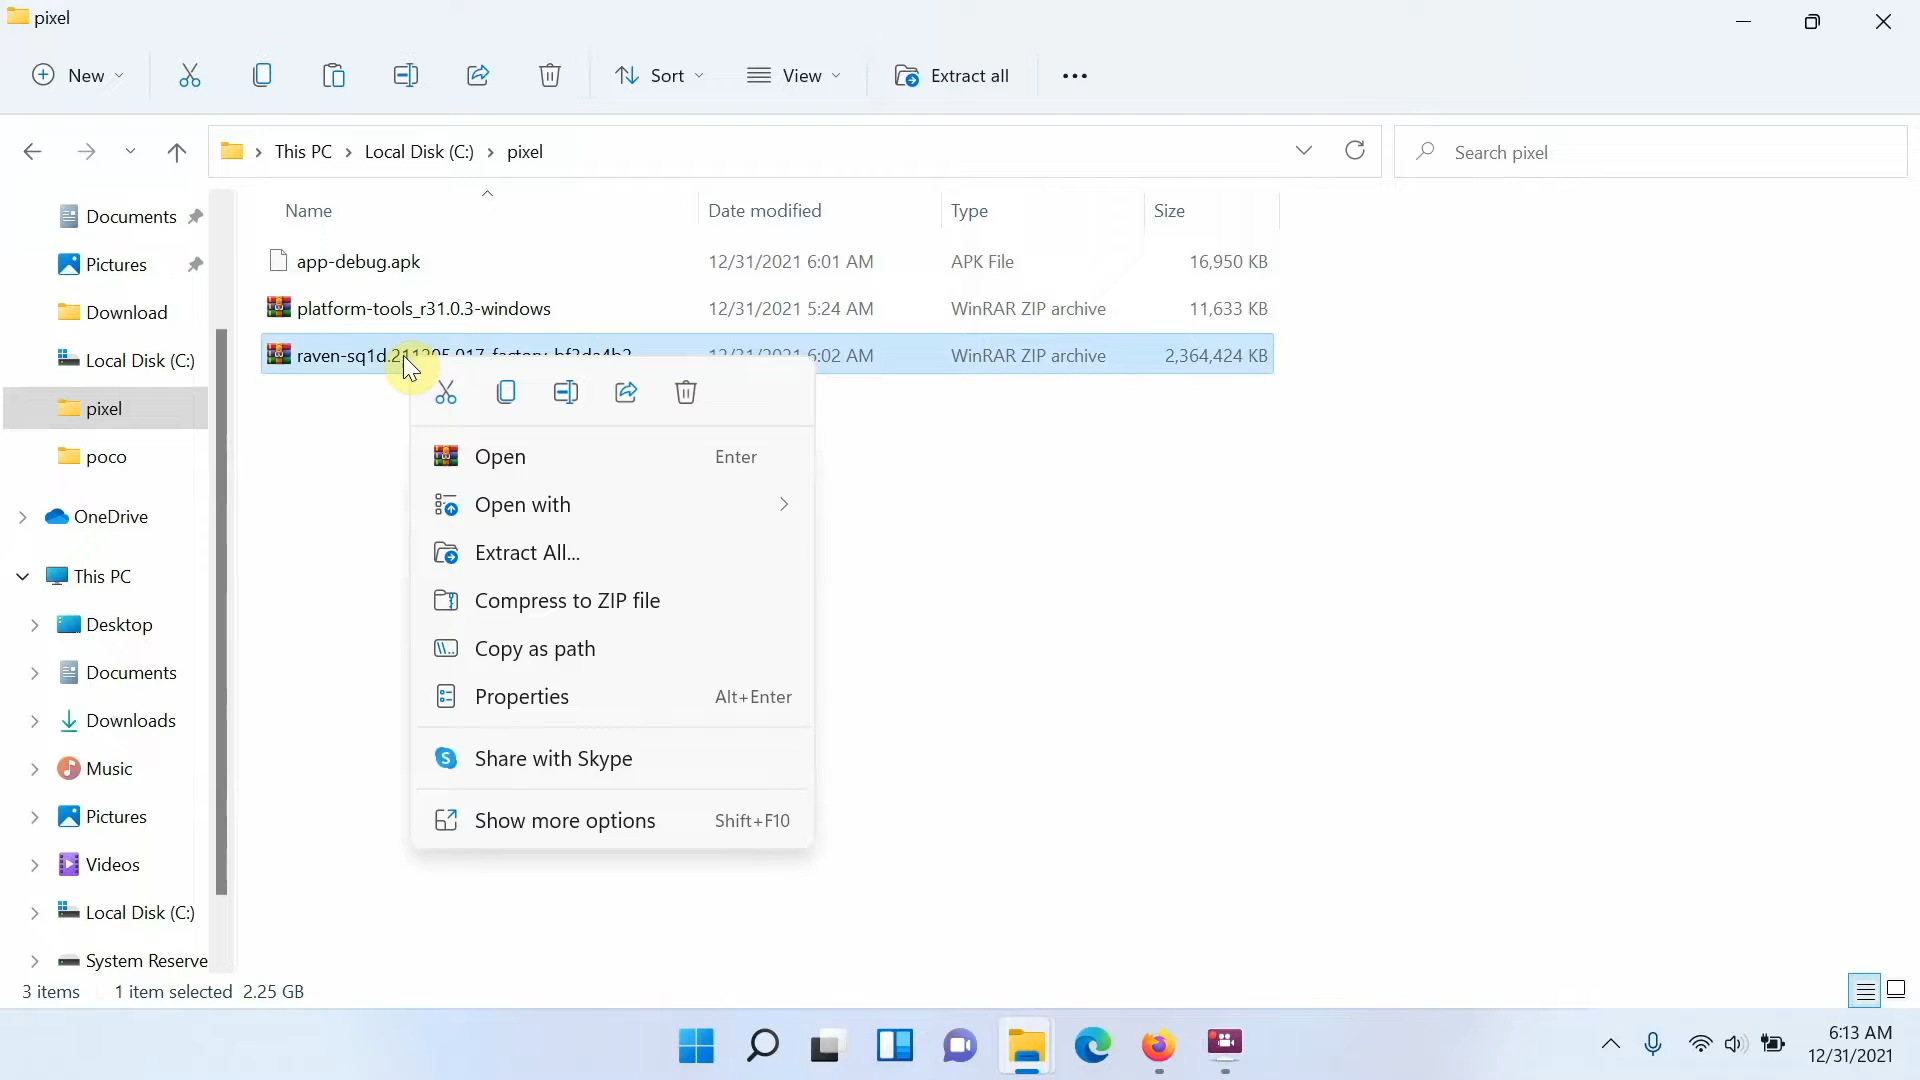 pixel
New
Sort
View
Extract all
This PC
Local Disk (C:)
pixel
Search pixel
Documents
Pictures
Download
Local Disk (C:)
pixel
poco
OneDrive
This PC
Desktop
Documents
Downloads
Music
Pictures
Videos
Local Disk (C:)
System Reserve
Name
Date modified
Type
Size
app-debug.apk 12/31/2021 6:01 AM APK File 16,950 KB
platform-tools_r31.0.3-windows 12/31/2021 5:24 AM WinRAR ZIP archive 11,633 KB
raven-sq1d.211205.017-factory-bf3da4b2 12/31/2021 6:02 AM WinRAR ZIP archive 2,364,424 KB
Open Enter
Open with
Extract All...
Compress to ZIP file
Copy as path
Properties Alt+Enter
Share with Skype
Show more options Shift+F10
3 items 1 item selected 2.25 GB
6:13 AM
12/31/2021